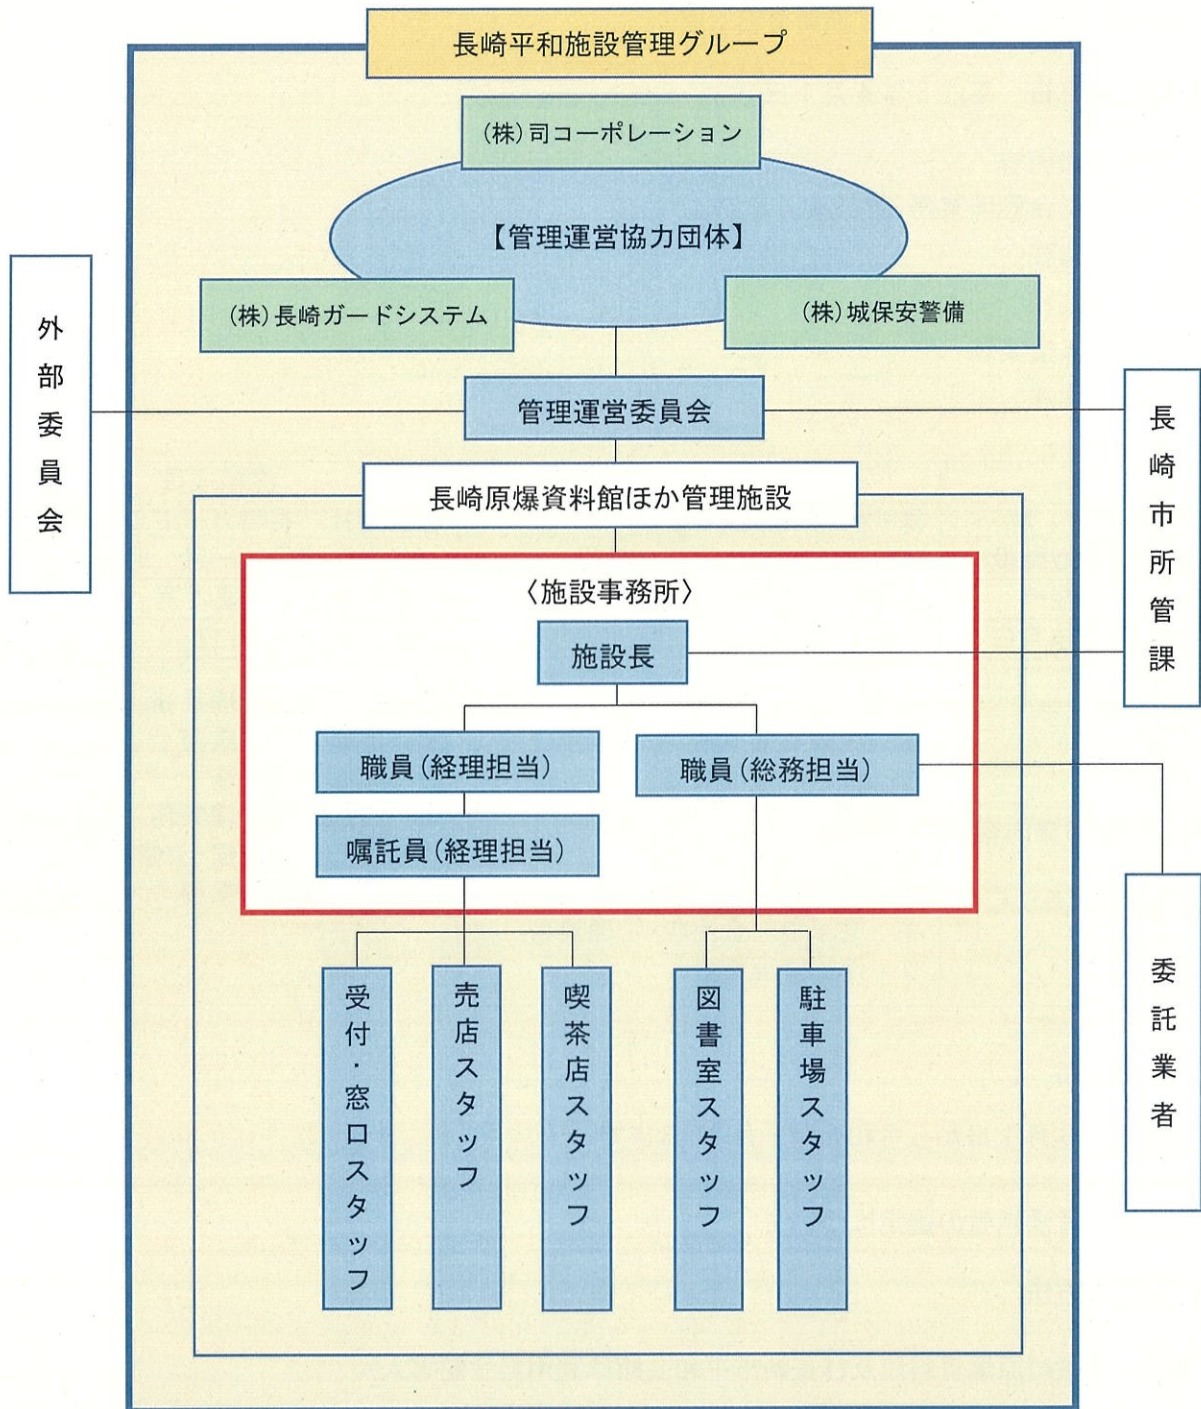 長崎平和施設管理グループ
(株)司コーポレーション
【管理運営協力団体】
(株)長崎ガードシステム
(株)城保安警備
外部委員会
管理運営委員会
長崎市所管課
長崎原爆資料館ほか管理施設
〈施設事務所〉
施設長
職員(経理担当)
職員(総務担当)
嘱託員(経理担当)
委託業者
受付・窓口スタッフ
売店スタッフ
喫茶店スタッフ
図書室スタッフ
駐車場スタッフ